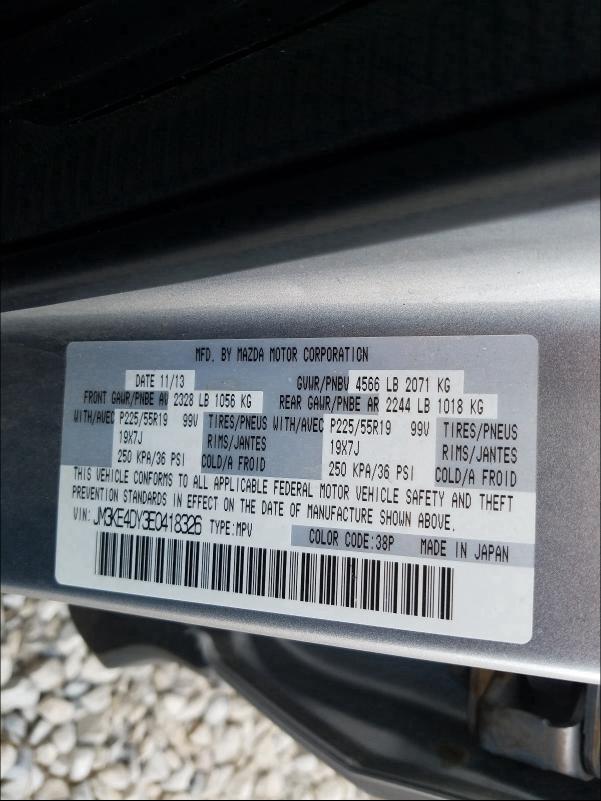 MFD. BY MAZDA MOTOR CORPORATION
DATE 11/13 GVWR/PNBV 4566 LB 2071 KG
FRONT GAWR/PNBE AV 2328 LB 1056 KG REAR GAWR/PNBE AR 2244 LB 1018 KG
WITH/AVEC P225/55R19 99V TIRES/PNEUS WITH/AVEC P225/55R19 99V TIRES/PNEUS
19X7J RIMS/JANTES 19X7J RIMS/JANTES
250 KPA/36 PSI COLD/A FROID 250 KPA/36 PSI COLD/A FROID
THIS VEHICLE CONFORMS TO ALL APPLICABLE FEDERAL MOTOR VEHICLE SAFETY AND THEFT
PREVENTION STANDARDS IN EFFECT ON THE DATE OF MANUFACTURE SHOWN ABOVE.
VIN: JM3KE4DY3E0418326 TYPE:MPV COLOR CODE:38P MADE IN JAPAN